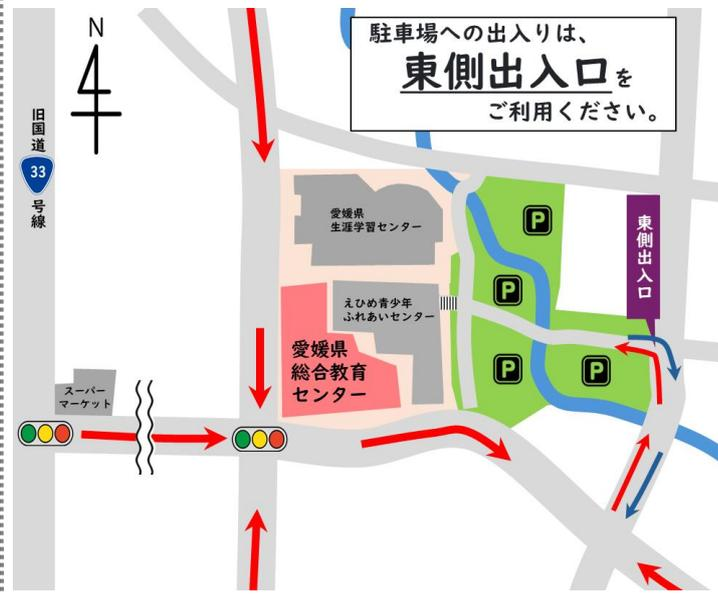 駐車場への出入りは、
東側出入口を
ご利用ください。
N
旧国道
33
号線
愛媛県
生涯学習センター
P
東側出入口
P
えひめ青少年
ふれあいセンター
愛媛県
総合教育
センター
P
P
スーパー
マーケット